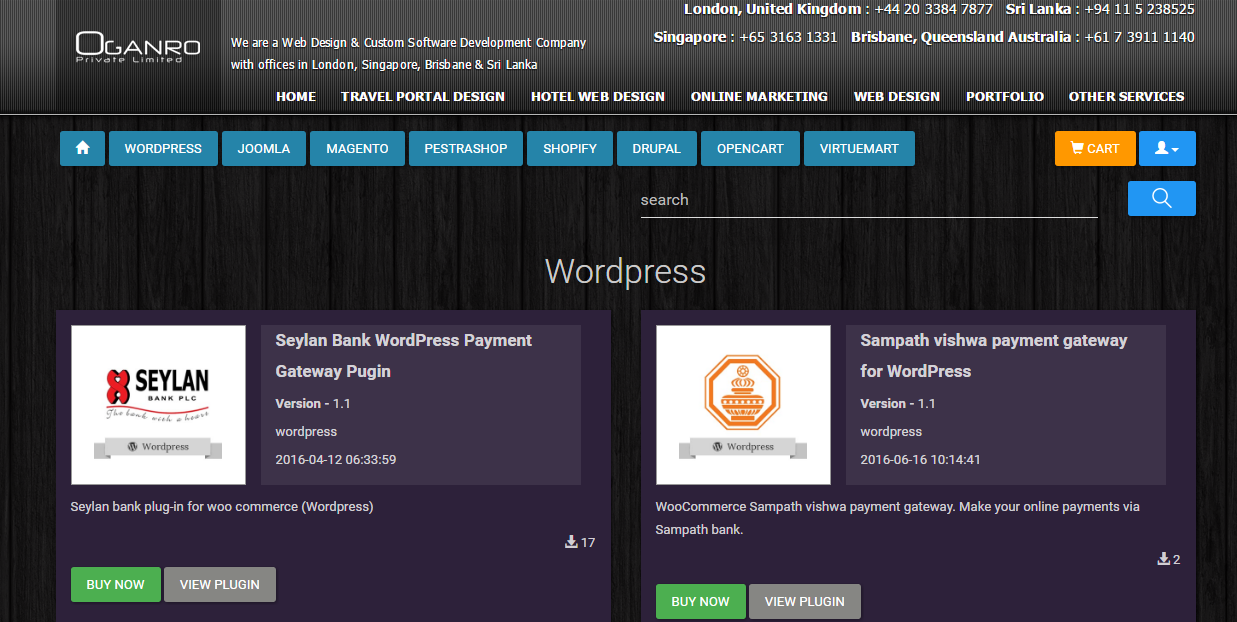 London, United Kingdom : +44 20 3384 7877 Sri Lanka : +94 11 5 238525
Singapore : +65 3163 1331 Brisbane, Queensland Australia : +61 7 3911 1140
OGANRO
Private Limited
We are a Web Design & Custom Software Development Company
with offices in London, Singapore, Brisbane & Sri Lanka
HOME TRAVEL PORTAL DESIGN HOTEL WEB DESIGN ONLINE MARKETING WEB DESIGN PORTFOLIO OTHER SERVICES
WORDPRESS JOOMLA MAGENTO PESTRASHOP SHOPIFY DRUPAL OPENCART VIRTUEMART CART
search
Wordpress
SEYLAN
BANK PLC
The bank with a heart
Wordpress
Seylan Bank WordPress Payment
Gateway Pugin
Version - 1.1
wordpress
2016-04-12 06:33:59
Seylan bank plug-in for woo commerce (Wordpress)
17
BUY NOW VIEW PLUGIN
Wordpress
Sampath vishwa payment gateway
for WordPress
Version - 1.1
wordpress
2016-06-16 10:14:41
WooCommerce Sampath vishwa payment gateway. Make your online payments via
Sampath bank.
2
BUY NOW VIEW PLUGIN